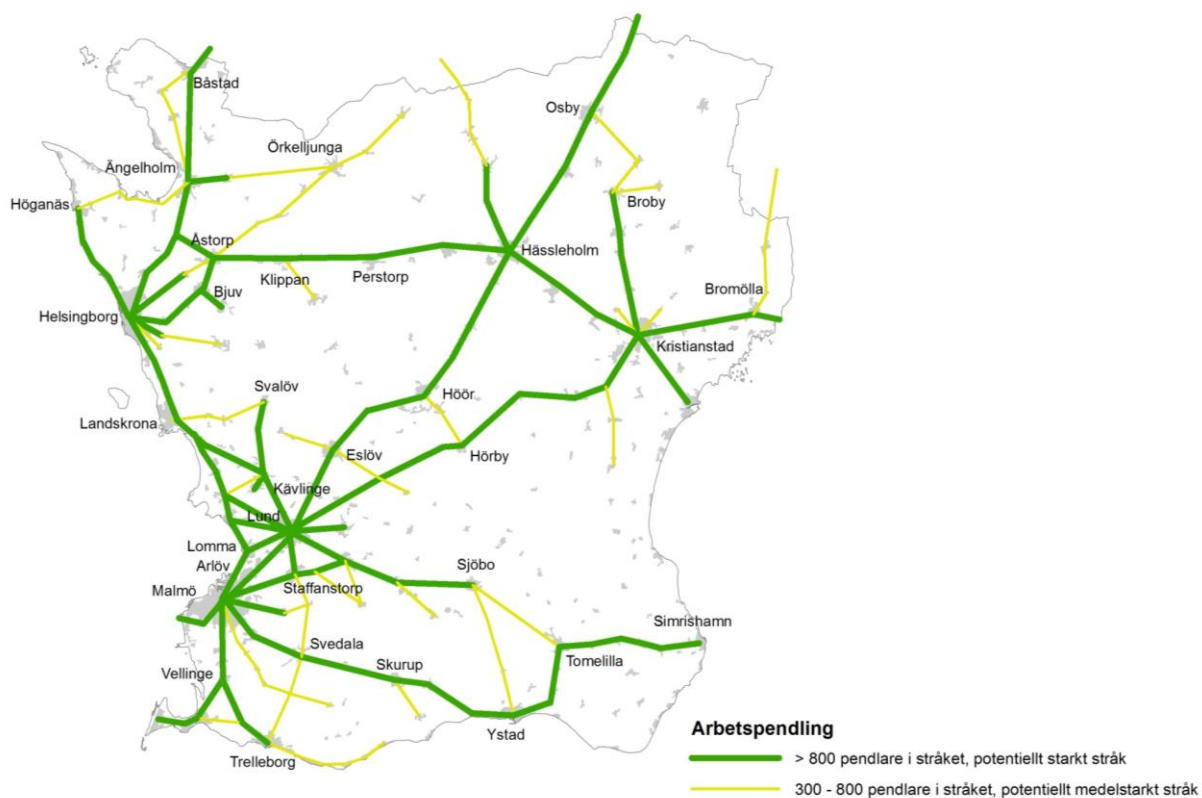 Båstad
Osby
Örkelljunga
Ängelholm
Höganäs
Broby
Åstorp
Hässleholm
Klippan
Perstorp
Bjuv
Bromölla
Helsingborg
Kristianstad
Svalöv
Höör
Landskrona
Eslöv
Hörby
Kävlinge
Lund
Lomma
Arlöv
Sjöbo
Malmö
Staffanstorp
Simrishamn
Svedala
Tomelilla
Vellinge
Skurup
Ystad
Trelleborg
Arbetspendling
> 800 pendlare i stråket, potentiellt starkt stråk
300 - 800 pendlare i stråket, potentiellt medelstarkt stråk